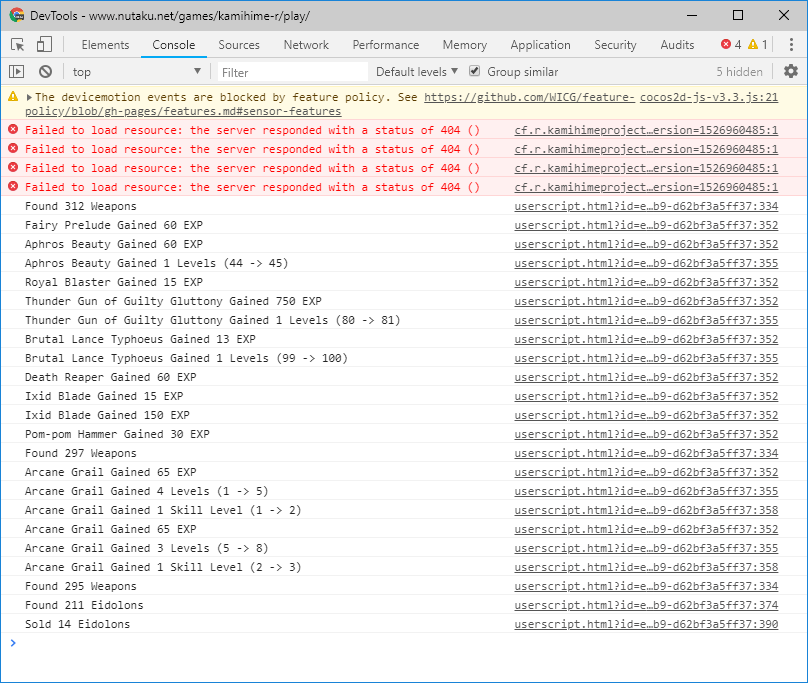 DevTools - www.nutaku.net/games/kamihime-r/play/
Elements Console Sources Network Performance Memory Application Security Audits 4 1
top Filter Default levels Group similar 5 hidden
The devicemotion events are blocked by feature policy. See https://github.com/WICG/feature- cocos2d-js-v3.3.js:21
policy/blob/gh-pages/features.md#sensor-features
Failed to load resource: the server responded with a status of 404 () cf.r.kamihimeproject…ersion=1526960485:1
Failed to load resource: the server responded with a status of 404 () cf.r.kamihimeproject…ersion=1526960485:1
Failed to load resource: the server responded with a status of 404 () cf.r.kamihimeproject…ersion=1526960485:1
Failed to load resource: the server responded with a status of 404 () cf.r.kamihimeproject…ersion=1526960485:1
Found 312 Weapons userscript.html?id=e…b9-d62bf3a5ff37:334
Fairy Prelude Gained 60 EXP userscript.html?id=e…b9-d62bf3a5ff37:352
Aphros Beauty Gained 60 EXP userscript.html?id=e…b9-d62bf3a5ff37:352
Aphros Beauty Gained 1 Levels (44 -> 45) userscript.html?id=e…b9-d62bf3a5ff37:355
Royal Blaster Gained 15 EXP userscript.html?id=e…b9-d62bf3a5ff37:352
Thunder Gun of Guilty Gluttony Gained 750 EXP userscript.html?id=e…b9-d62bf3a5ff37:352
Thunder Gun of Guilty Gluttony Gained 1 Levels (80 -> 81) userscript.html?id=e…b9-d62bf3a5ff37:355
Brutal Lance Typhoeus Gained 13 EXP userscript.html?id=e…b9-d62bf3a5ff37:352
Brutal Lance Typhoeus Gained 1 Levels (99 -> 100) userscript.html?id=e…b9-d62bf3a5ff37:355
Death Reaper Gained 60 EXP userscript.html?id=e…b9-d62bf3a5ff37:352
Ixid Blade Gained 15 EXP userscript.html?id=e…b9-d62bf3a5ff37:352
Ixid Blade Gained 150 EXP userscript.html?id=e…b9-d62bf3a5ff37:352
Pom-pom Hammer Gained 30 EXP userscript.html?id=e…b9-d62bf3a5ff37:352
Found 297 Weapons userscript.html?id=e…b9-d62bf3a5ff37:334
Arcane Grail Gained 65 EXP userscript.html?id=e…b9-d62bf3a5ff37:352
Arcane Grail Gained 4 Levels (1 -> 5) userscript.html?id=e…b9-d62bf3a5ff37:355
Arcane Grail Gained 1 Skill Level (1 -> 2) userscript.html?id=e…b9-d62bf3a5ff37:358
Arcane Grail Gained 65 EXP userscript.html?id=e…b9-d62bf3a5ff37:352
Arcane Grail Gained 3 Levels (5 -> 8) userscript.html?id=e…b9-d62bf3a5ff37:355
Arcane Grail Gained 1 Skill Level (2 -> 3) userscript.html?id=e…b9-d62bf3a5ff37:358
Found 295 Weapons userscript.html?id=e…b9-d62bf3a5ff37:334
Found 211 Eidolons userscript.html?id=e…b9-d62bf3a5ff37:374
Sold 14 Eidolons userscript.html?id=e…b9-d62bf3a5ff37:390